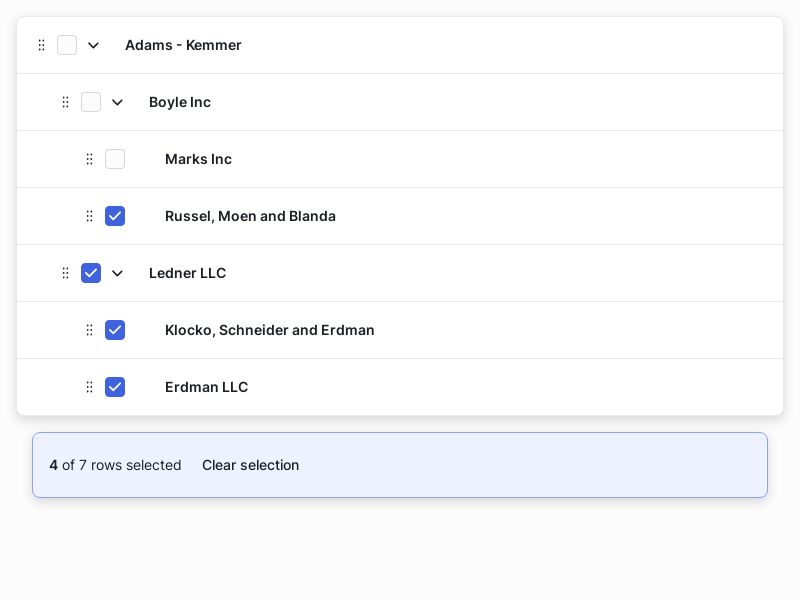 Adams - Kemmer
Boyle Inc
Marks Inc
Russel, Moen and Blanda
Ledner LLC
Klocko, Schneider and Erdman
Erdman LLC
4 of 7 rows selected Clear selection